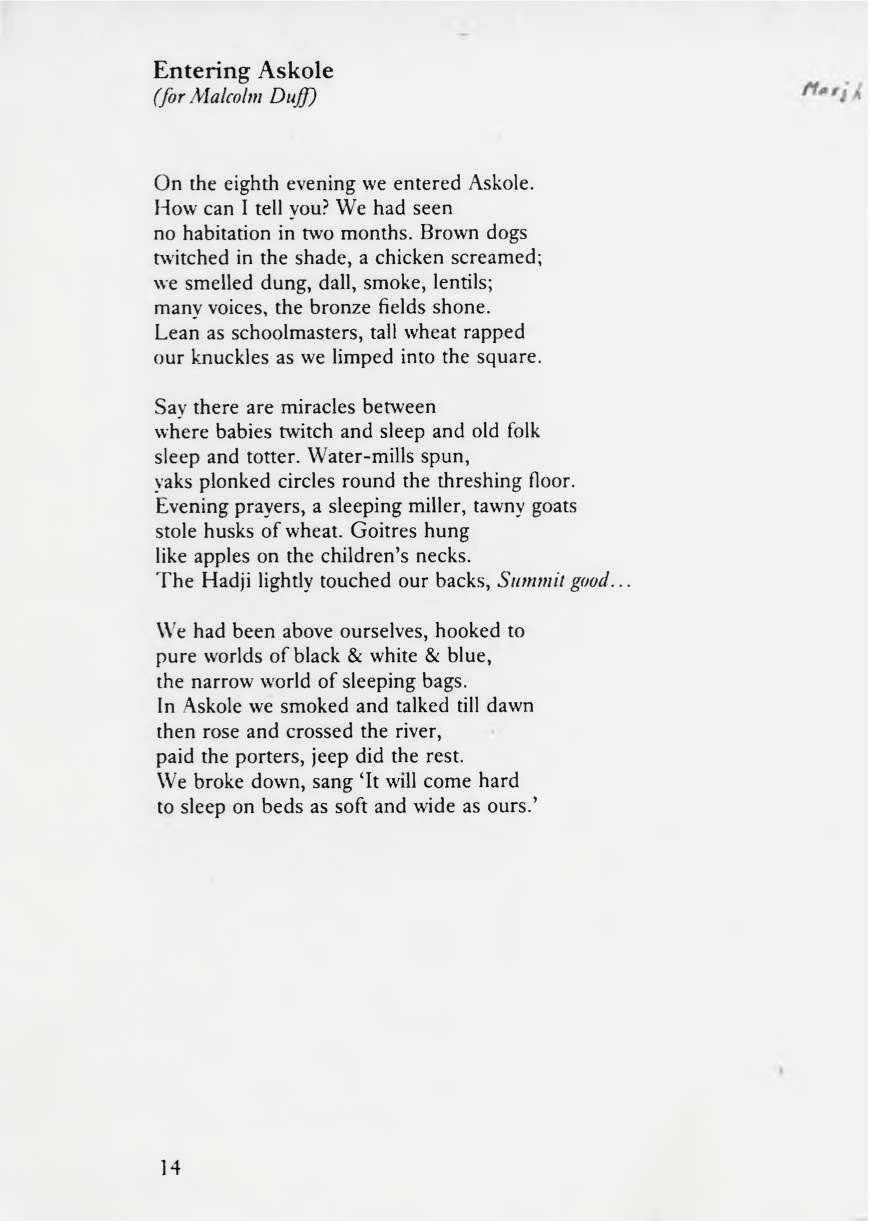 Entering Askole
(for Malcolm Duff)
On the eighth evening we entered Askole.
How can I tell you? We had seen
no habitation in two months. Brown dogs
twitched in the shade, a chicken screamed;
we smelled dung, dall, smoke, lentils;
many voices, the bronze fields shone.
Lean as schoolmasters, tall wheat rapped
our knuckles as we limped into the square.
Say there are miracles between
where babies twitch and sleep and old folk
sleep and totter. Water-mills spun,
yaks plonked circles round the threshing floor.
Evening prayers, a sleeping miller, tawny goats
stole husks of wheat. Goitres hung
like apples on the children's necks.
The Hadji lightly touched our backs, Summit good...
We had been above ourselves, hooked to
pure worlds of black & white & blue,
the narrow world of sleeping bags.
In Askole we smoked and talked till dawn
then rose and crossed the river,
paid the porters, jeep did the rest.
We broke down, sang ‘It will come hard
to sleep on beds as soft and wide as ours.’
14